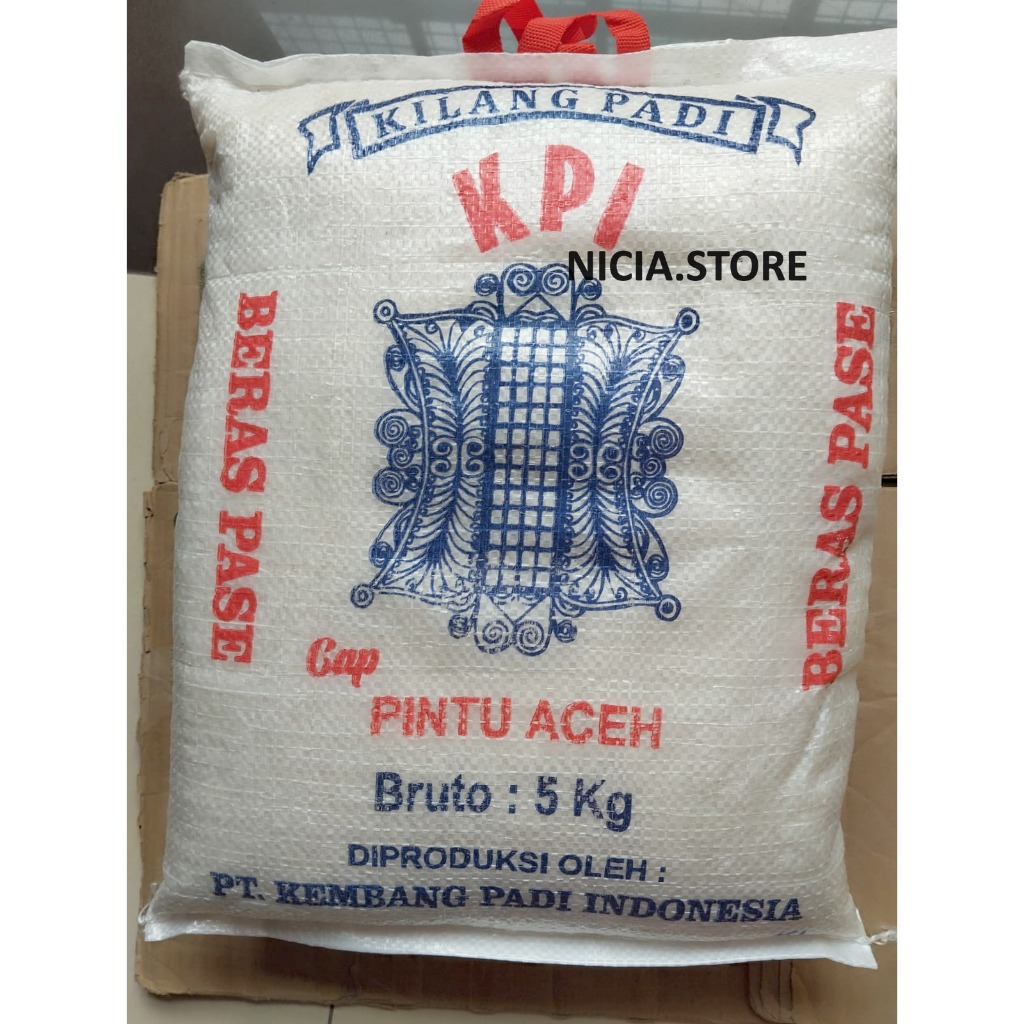 KILANG PADI
KPI
NICIA.STORE
BERAS PASE
BERAS PASE
Cap
PINTU ACEH
Bruto : 5 Kg
DIPRODUKSI OLEH :
PT. KEMBANG PADI INDONESIA